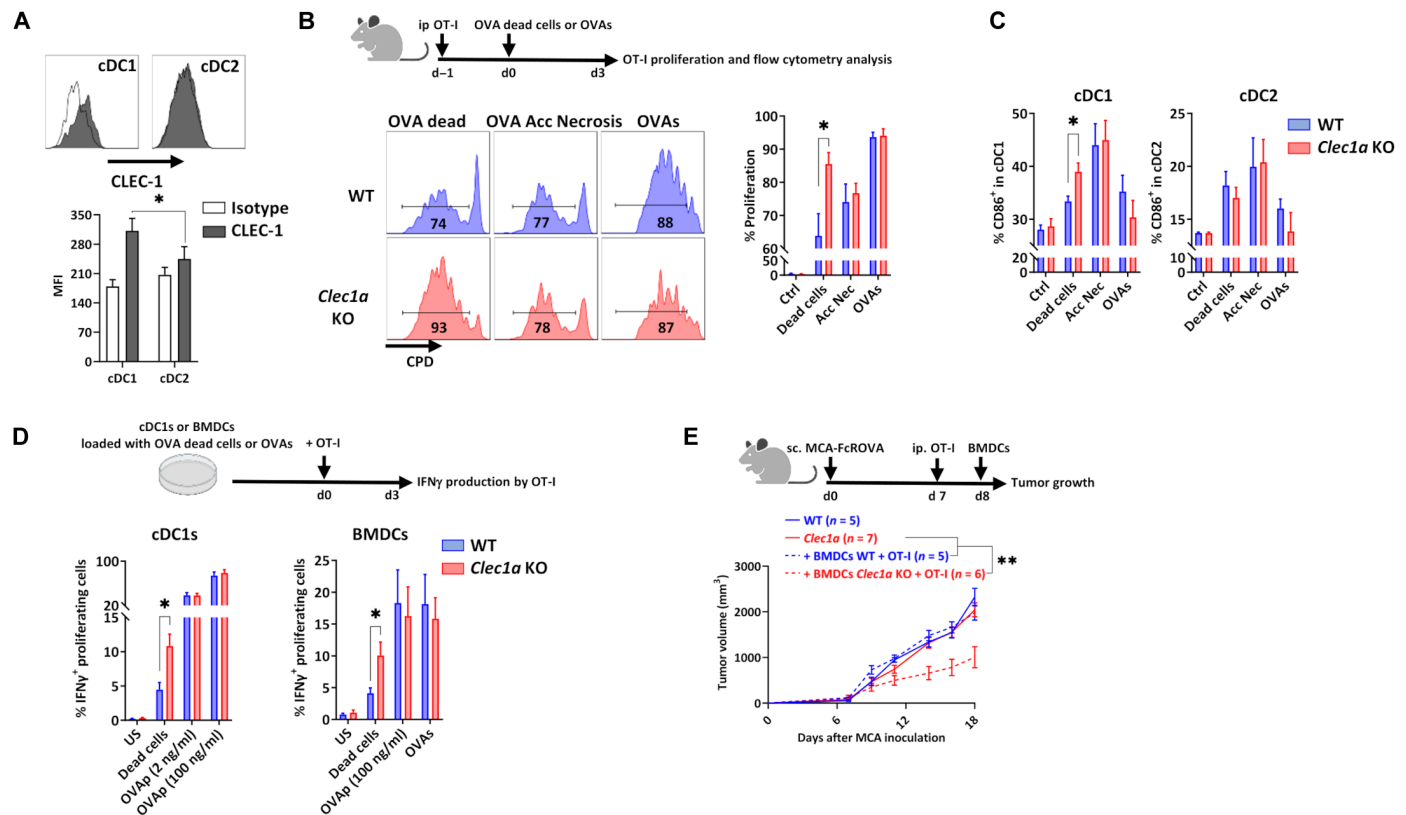 A
cDC1
cDC2
CLEC-1
*
Isotype
CLEC-1
350
280
210
140
70
0
MFI
cDC1
cDC2
B
ip OT-I
OVA dead cells or OVAs
d–1
d0
d3
OT-I proliferation and flow cytometry analysis
OVA dead
OVA Acc Necrosis
OVAs
WT
74
77
88
Clec1a
KO
93
78
87
CPD
% Proliferation
100
90
80
70
60
50
0
*
Ctrl
Dead cells
Acc Nec
OVAs
C
cDC1
% CD86+ in cDC1
50
40
30
20
0
*
Ctrl
Dead cells
Acc Nec
OVAs
cDC2
% CD86+ in cDC2
25
20
15
10
0
Ctrl
Dead cells
Acc Nec
OVAs
WT
Clec1a KO
D
cDC1s or BMDCs
loaded with OVA dead cells or OVAs
+ OT-I
d0
d3
IFNγ production by OT-I
cDC1s
% IFNγ+ proliferating cells
100
20
15
10
5
0
*
US
Dead cells
OVAp (2 ng/ml)
OVAp (100 ng/ml)
BMDCs
% IFNγ+ proliferating cells
25
20
15
10
5
0
*
US
Dead cells
OVAp (100 ng/ml)
OVAs
WT
Clec1a KO
E
sc. MCA-FcROVA
ip. OT-I
BMDCs
d0
d 7
d8
Tumor growth
WT (n = 5)
Clec1a (n = 7)
+ BMDCs WT + OT-I (n = 5)
+ BMDCs Clec1a KO + OT-I (n = 6)
**
Tumor volume (mm3)
3000
2000
1000
0
0
6
12
18
Days after MCA inoculation